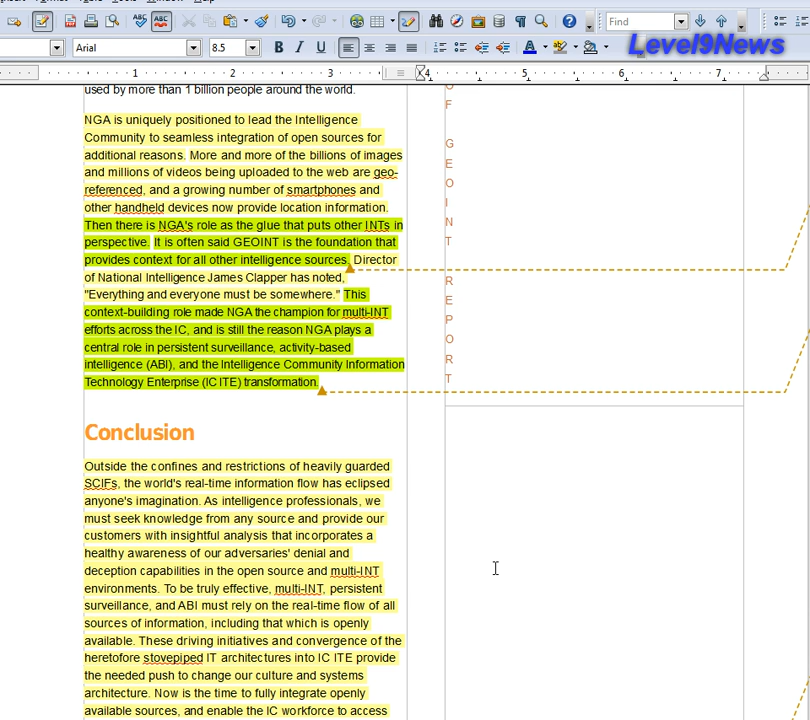 Arial
8.5
Find
Level9News
1 2 3 4 5 6 7
used by more than 1 billion people around the world.
NGA is uniquely positioned to lead the Intelligence
Community to seamless integration of open sources for
additional reasons. More and more of the billions of images
and millions of videos being uploaded to the web are geo-
referenced, and a growing number of smartphones and
other handheld devices now provide location information.
Then there is NGA's role as the glue that puts other INTs in
perspective. It is often said GEOINT is the foundation that
provides context for all other intelligence sources. Director
of National Intelligence James Clapper has noted,
"Everything and everyone must be somewhere." This
context-building role made NGA the champion for multi-INT
efforts across the IC, and is still the reason NGA plays a
central role in persistent surveillance, activity-based
intelligence (ABI), and the Intelligence Community Information
Technology Enterprise (IC ITE) transformation.
Conclusion
Outside the confines and restrictions of heavily guarded
SCIFs, the world's real-time information flow has eclipsed
anyone's imagination. As intelligence professionals, we
must seek knowledge from any source and provide our
customers with insightful analysis that incorporates a
healthy awareness of our adversaries' denial and
deception capabilities in the open source and multi-INT
environments. To be truly effective, multi-INT, persistent
surveillance, and ABI must rely on the real-time flow of all
sources of information, including that which is openly
available. These driving initiatives and convergence of the
heretofore stovepiped IT architectures into IC ITE provide
the needed push to change our culture and systems
architecture. Now is the time to fully integrate openly
available sources, and enable the IC workforce to access
O
F
G
E
O
I
N
T
R
E
P
O
R
T